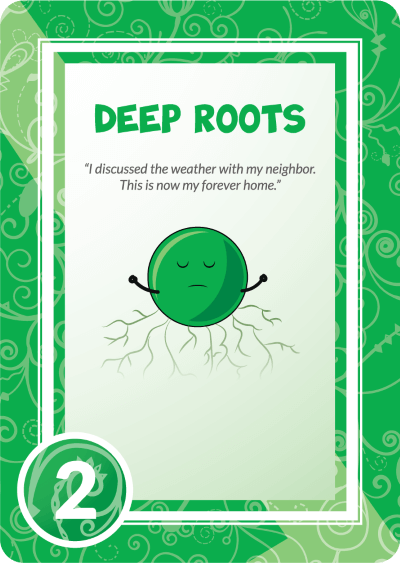 DEEP ROOTS
“I discussed the weather with my neighbor.
This is now my forever home.”
2